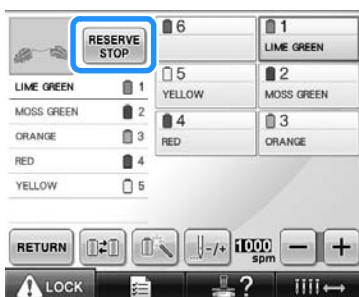 RESERVE
STOP
6
1
LIME GREEN
5
YELLOW
2
MOSS GREEN
4
RED
3
ORANGE
LIME GREEN 1
MOSS GREEN 2
ORANGE 3
RED 4
YELLOW 5
RETURN
-/+
1000
spm
-
+
LOCK
?